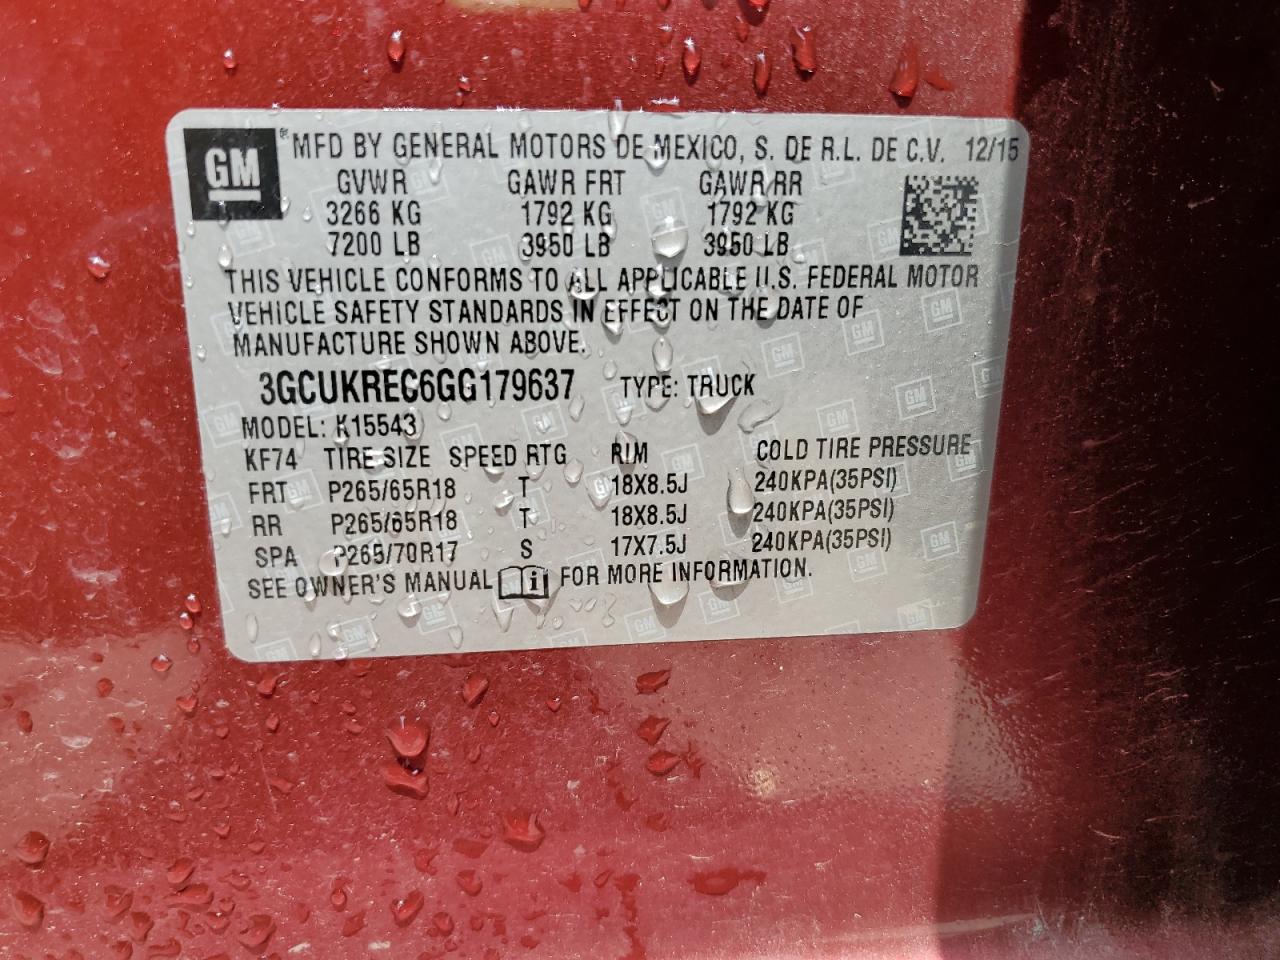 GM ® MFD BY GENERAL MOTORS DE MEXICO, S. DE R.L. DE C.V. 12/15
GVWR GAWR FRT GAWR RR
3266 KG 1792 KG 1792 KG
7200 LB 3950 LB 3950 LB
THIS VEHICLE CONFORMS TO ALL APPLICABLE U.S. FEDERAL MOTOR
VEHICLE SAFETY STANDARDS IN EFFECT ON THE DATE OF
MANUFACTURE SHOWN ABOVE.
3GCUKREC6GG179637 TYPE: TRUCK
MODEL: K15543
KF74 TIRE SIZE SPEED RTG RIM COLD TIRE PRESSURE
FRT P265/65R18 T 18X8.5J 240KPA(35PSI)
RR P265/65R18 T 18X8.5J 240KPA(35PSI)
SPA P265/70R17 S 17X7.5J 240KPA(35PSI)
SEE OWNER'S MANUAL i FOR MORE INFORMATION.